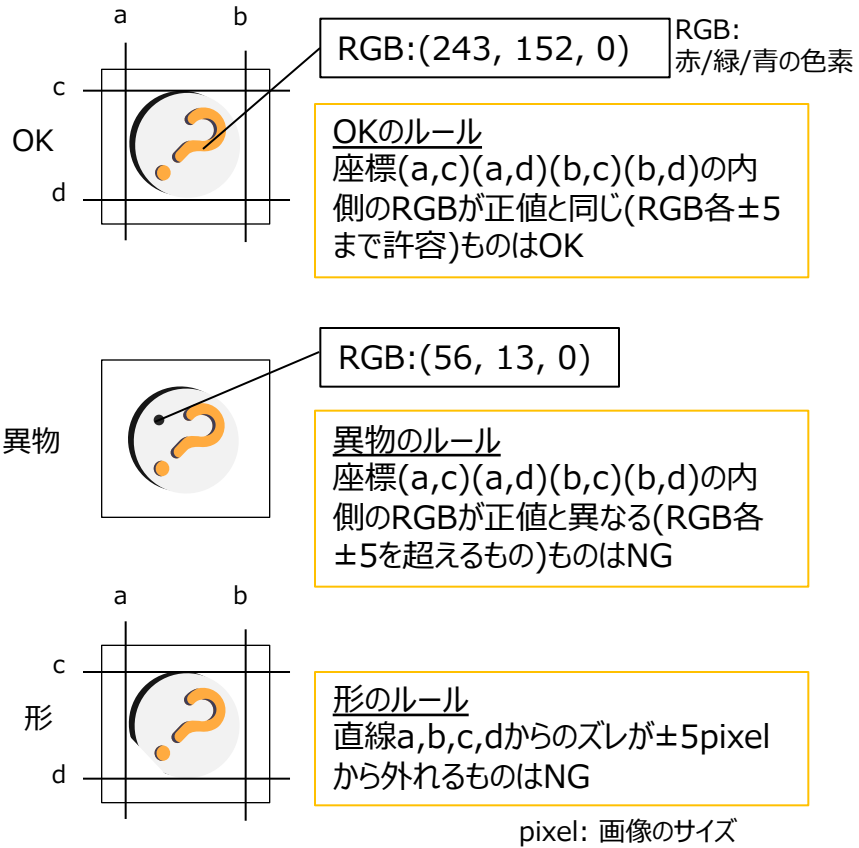 a
b
RGB:(243, 152, 0)
RGB:
赤/緑/青の色素
c
OK
d
OKのルール
座標(a,c)(a,d)(b,c)(b,d)の内
側のRGBが正値と同じ(RGB各±5
まで許容)ものはOK
RGB:(56, 13, 0)
異物
異物のルール
座標(a,c)(a,d)(b,c)(b,d)の内
側のRGBが正値と異なる(RGB各
±5を超えるもの)ものはNG
a
b
c
形
d
形のルール
直線a,b,c,dからのズレが±5pixel
から外れるものはNG
pixel: 画像のサイズ